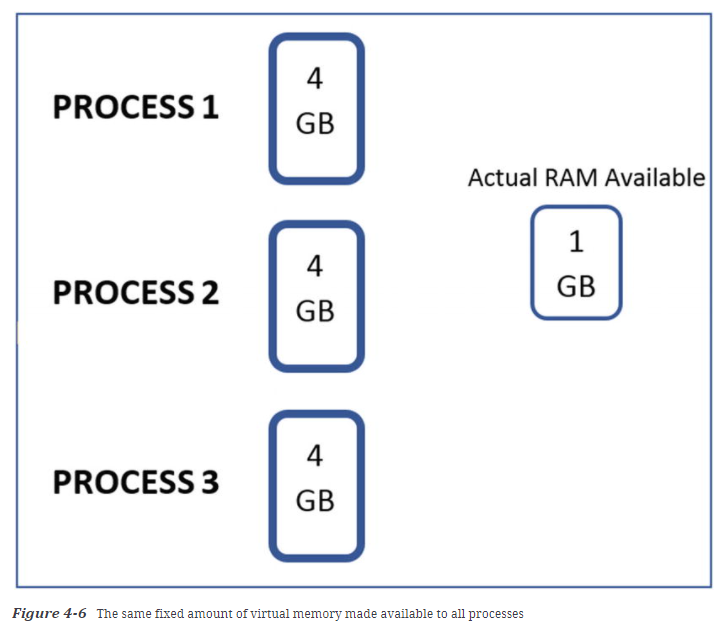 PROCESS 1
4
GB
Actual RAM Available
1
GB
PROCESS 2
4
GB
PROCESS 3
4
GB
Figure 4-6 The same fixed amount of virtual memory made available to all processes